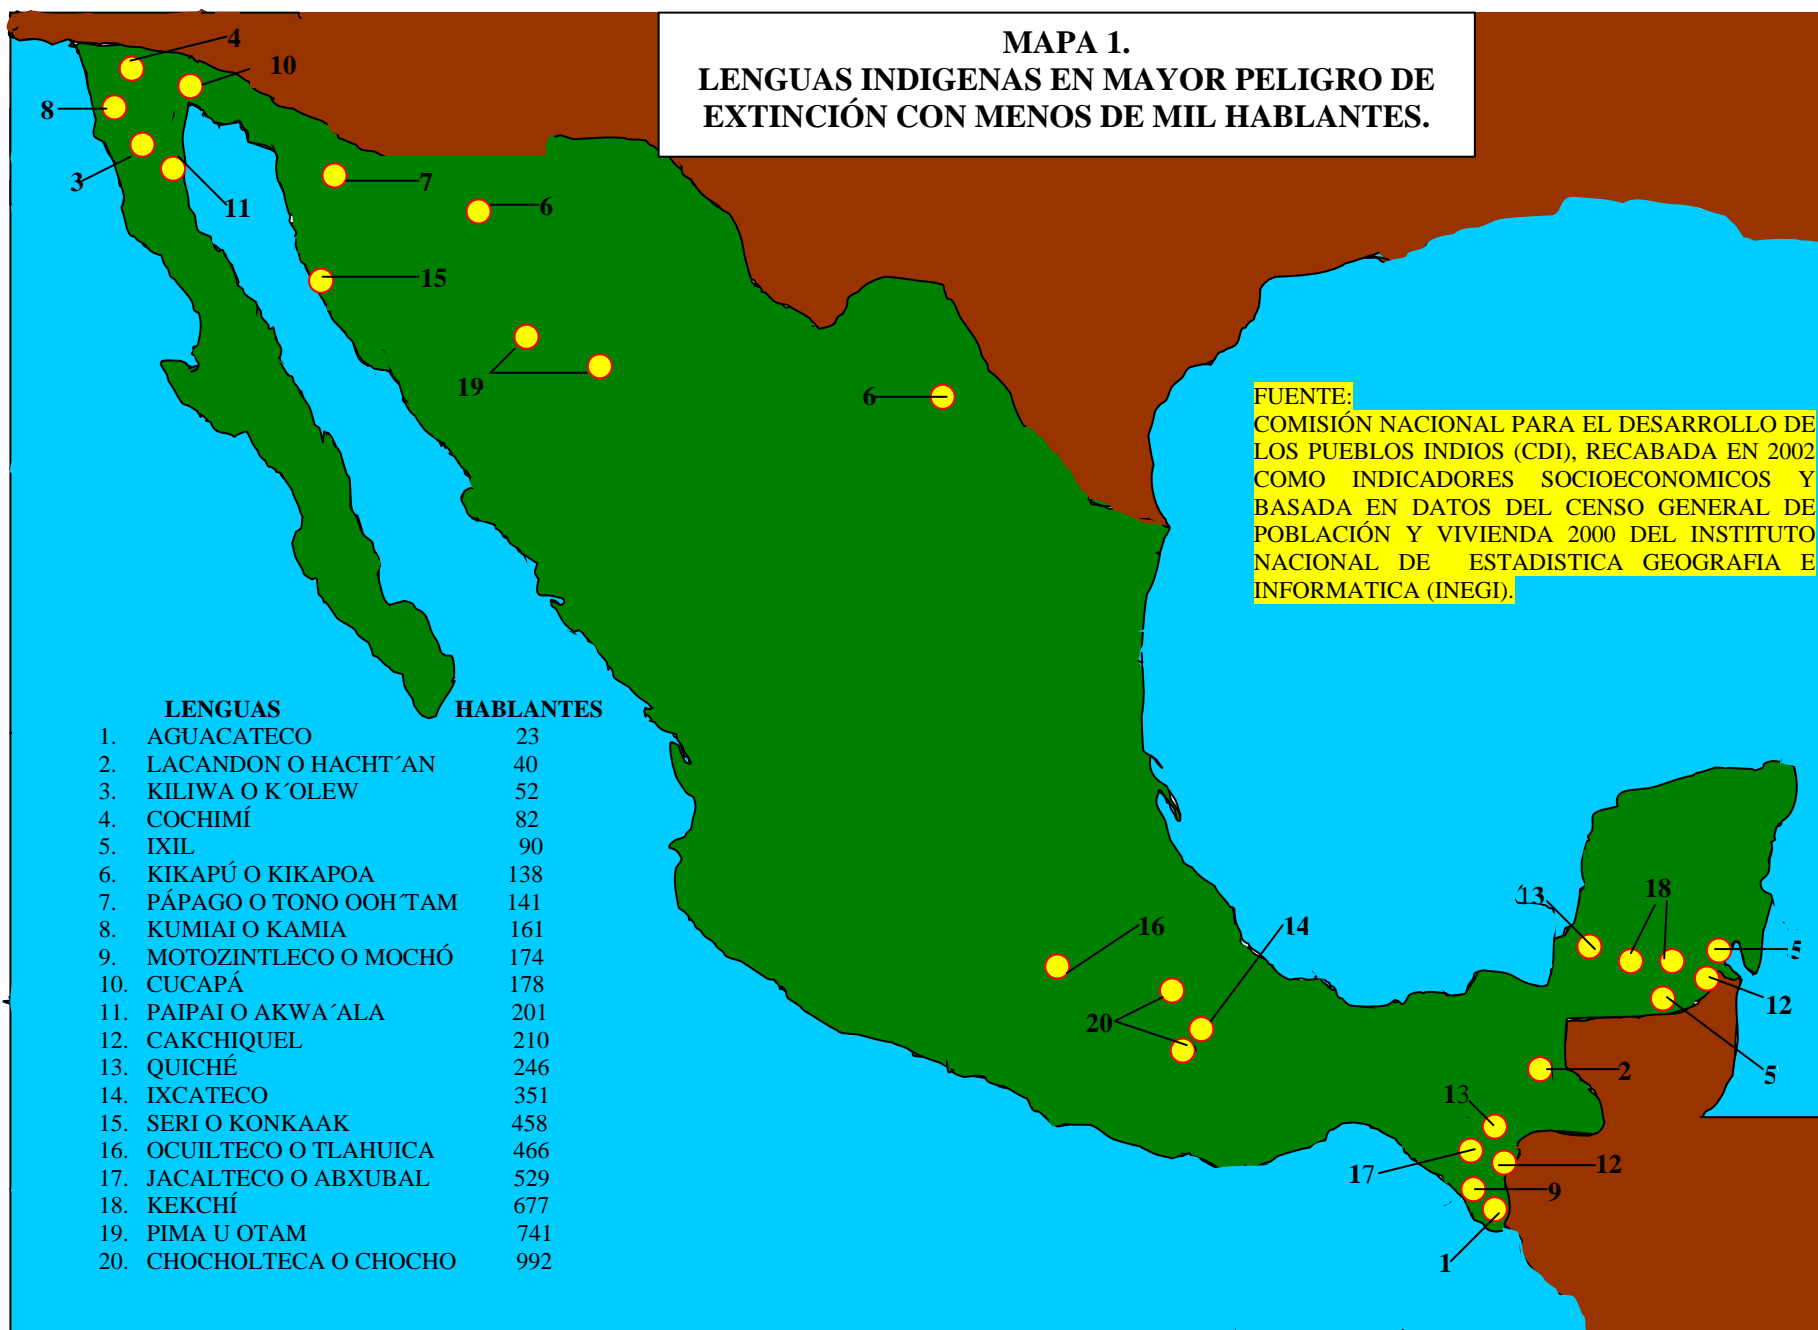 MAPA 1.
LENGUAS INDIGENAS EN MAYOR PELIGRO DE
EXTINCIÓN CON MENOS DE MIL HABLANTES.
4
10
8
3
11
7
6
15
19
6
FUENTE:
COMISIÓN NACIONAL PARA EL DESARROLLO DE
LOS PUEBLOS INDIOS (CDI), RECABADA EN 2002
COMO INDICADORES SOCIOECONOMICOS Y
BASADA EN DATOS DEL CENSO GENERAL DE
POBLACIÓN Y VIVIENDA 2000 DEL INSTITUTO
NACIONAL DE ESTADISTICA GEOGRAFIA E
INFORMATICA (INEGI).
LENGUAS HABLANTES
1. AGUACATECO 23
2. LACANDON O HACHT´AN 40
3. KILIWA O K´OLEW 52
4. COCHIMÍ 82
5. IXIL 90
6. KIKAPÚ O KIKAPOA 138
7. PÁPAGO O TONO OOH´TAM 141
8. KUMIAI O KAMIA 161
9. MOTOZINTLECO O MOCHÓ 174
10. CUCAPÁ 178
11. PAIPAI O AKWA´ALA 201
12. CAKCHIQUEL 210
13. QUICHÉ 246
14. IXCATECO 351
15. SERI O KONKAAK 458
16. OCUILTECO O TLAHUICA 466
17. JACALTECO O ABXUBAL 529
18. KEKCHÍ 677
19. PIMA U OTAM 741
20. CHOCHOLTECA O CHOCHO 992
16
14
20
13
18
5
12
5
2
13
17
12
9
1